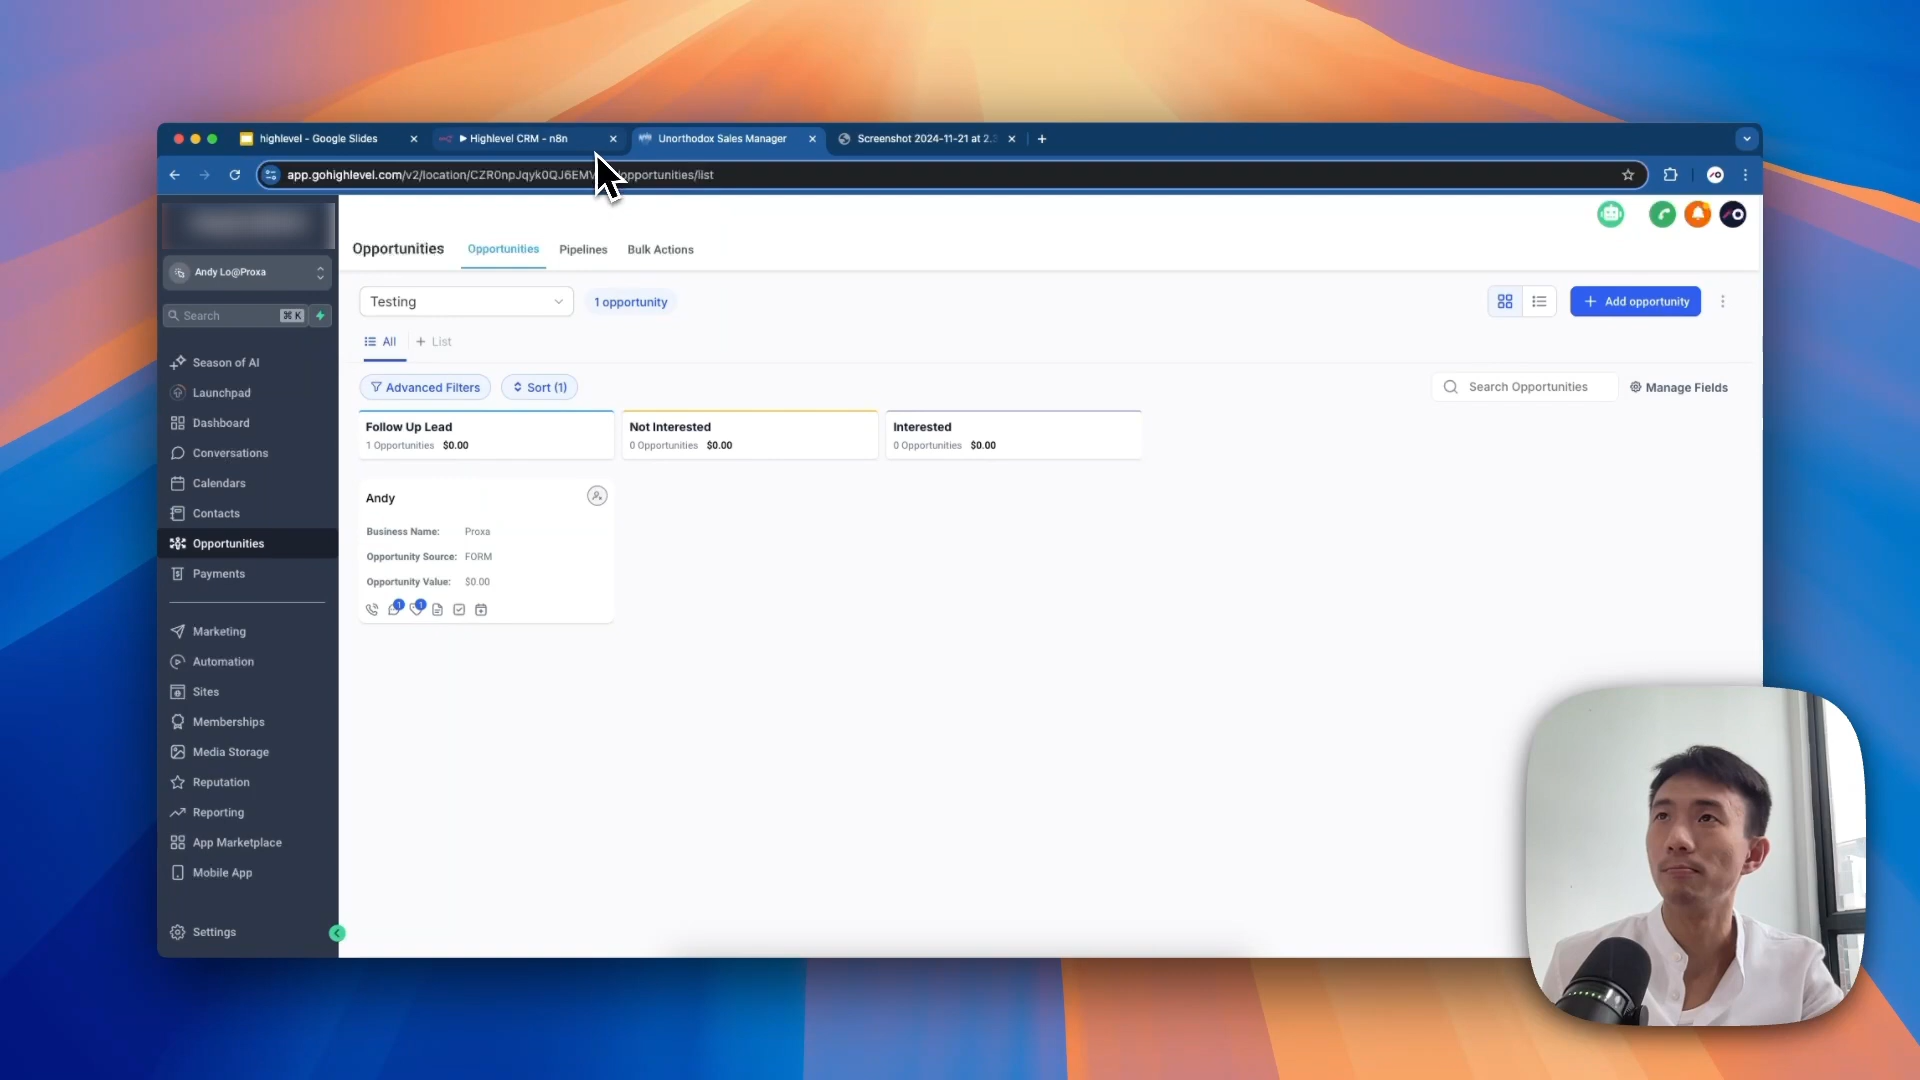 highlevel - Google Slides
Highlevel CRM - n8n
Unorthodox Sales Manager
Screenshot 2024-11-21 at 2.
app.gohighlevel.com/v2/location/CZR0npJqyk0QJ6EM
opportunities/list
Andy Lo@Proxa
Search
⌘ K
Season of AI
Launchpad
Dashboard
Conversations
Calendars
Contacts
Opportunities
Payments
Marketing
Automation
Sites
Memberships
Media Storage
Reputation
Reporting
App Marketplace
Mobile App
Settings
Opportunities
Opportunities
Pipelines
Bulk Actions
Testing
1 opportunity
+ Add opportunity
All
+ List
Advanced Filters
Sort (1)
Search Opportunities
Manage Fields
Follow Up Lead
1 Opportunities $0.00
Not Interested
0 Opportunities $0.00
Interested
0 Opportunities $0.00
Andy
Business Name: Proxa
Opportunity Source: FORM
Opportunity Value: $0.00
1
1